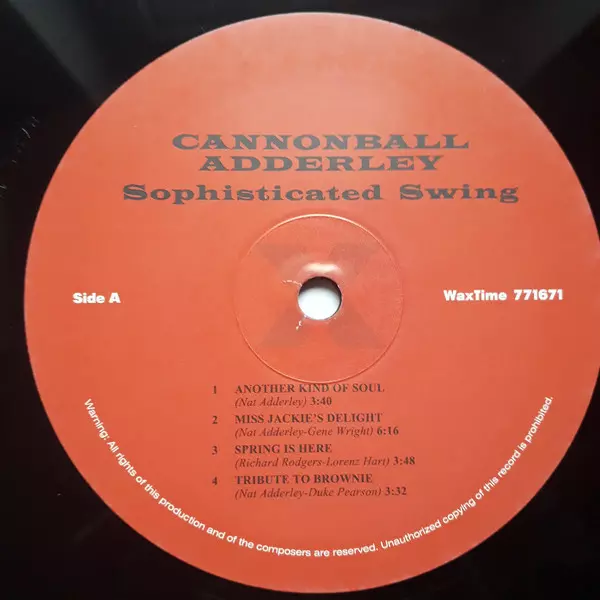 CANNONBALL
ADDERLEY
Sophisticated Swing
Side A
WaxTime 771671
1 ANOTHER KIND OF SOUL
(Nat Adderley) 3:40
2 MISS JACKIE'S DELIGHT
(Nat Adderley-Gene Wright) 6:16
3 SPRING IS HERE
(Richard Rodgers-Lorenz Hart) 3:48
4 TRIBUTE TO BROWNIE
(Nat Adderley-Duke Pearson) 3:32
Warning: All rights of this production and of the composers are reserved. Unauthorized copying of this record is prohibited.